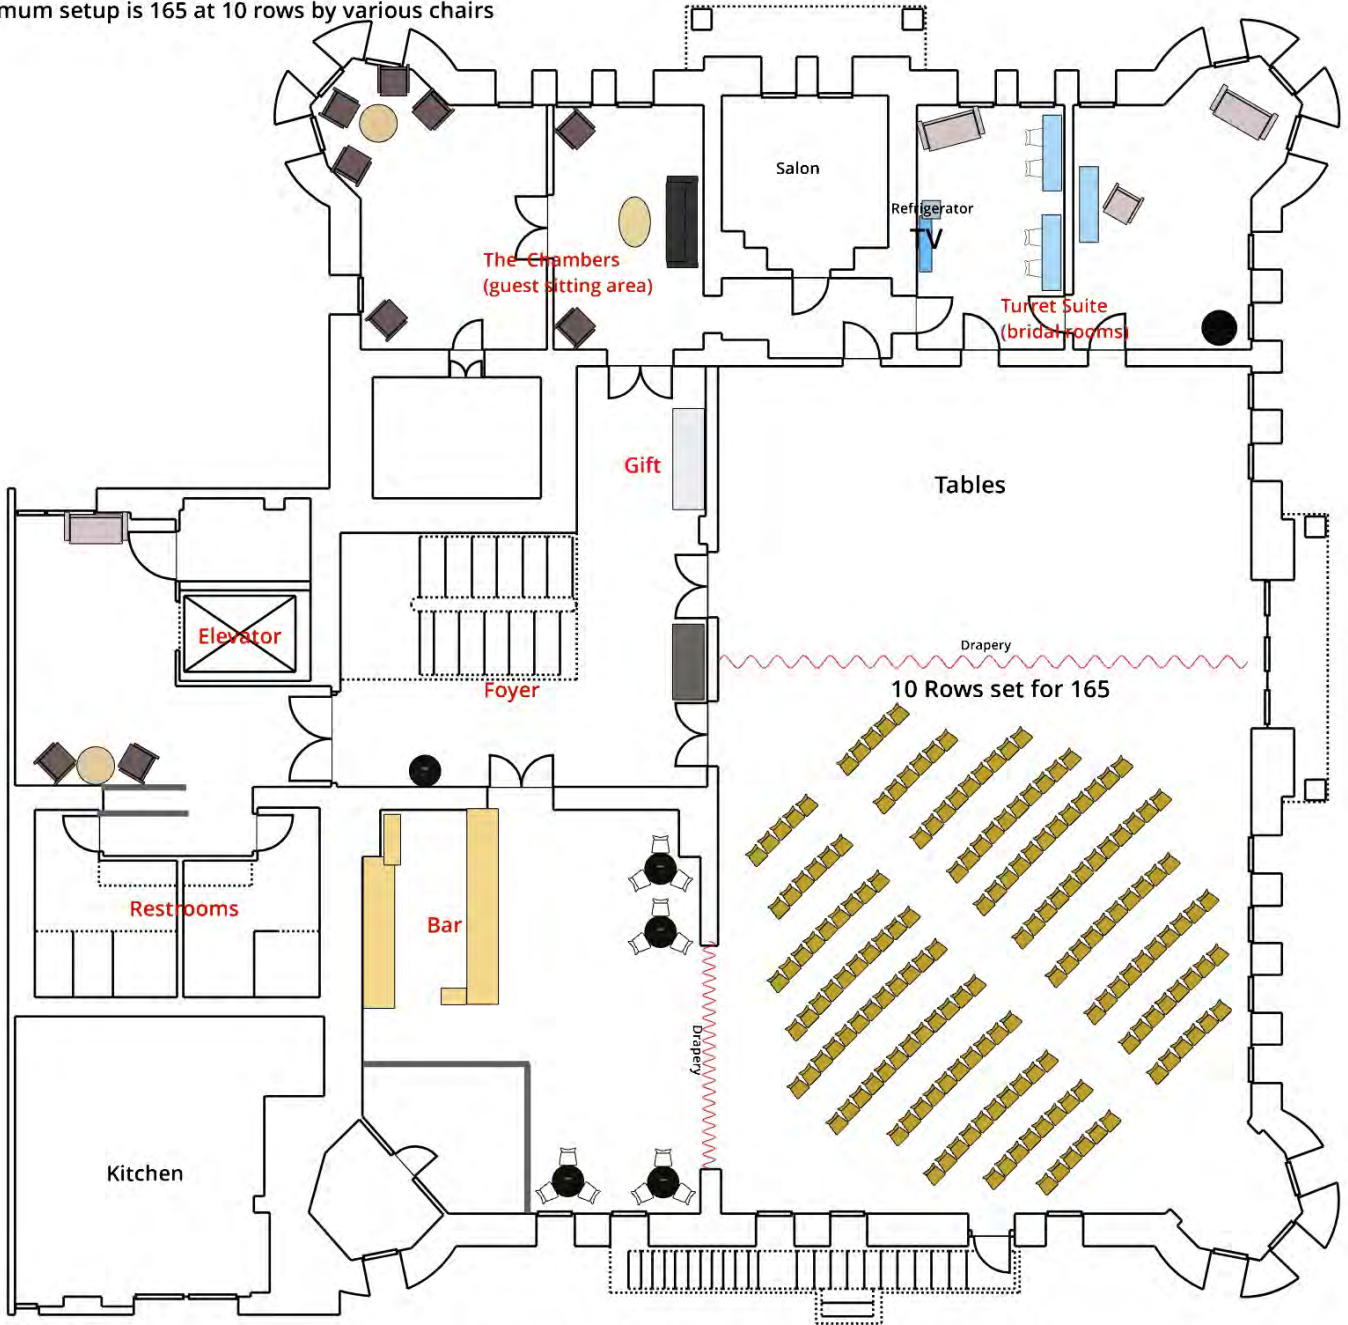 mum setup is 165 at 10 rows by various chairs
Salon
Refrigerator
TV
The Chambers
(guest sitting area)
Turret Suite
(bridal rooms)
Gift
Tables
Elevator
Drapery
Foyer
10 Rows set for 165
Restrooms
Bar
Drapery
Kitchen